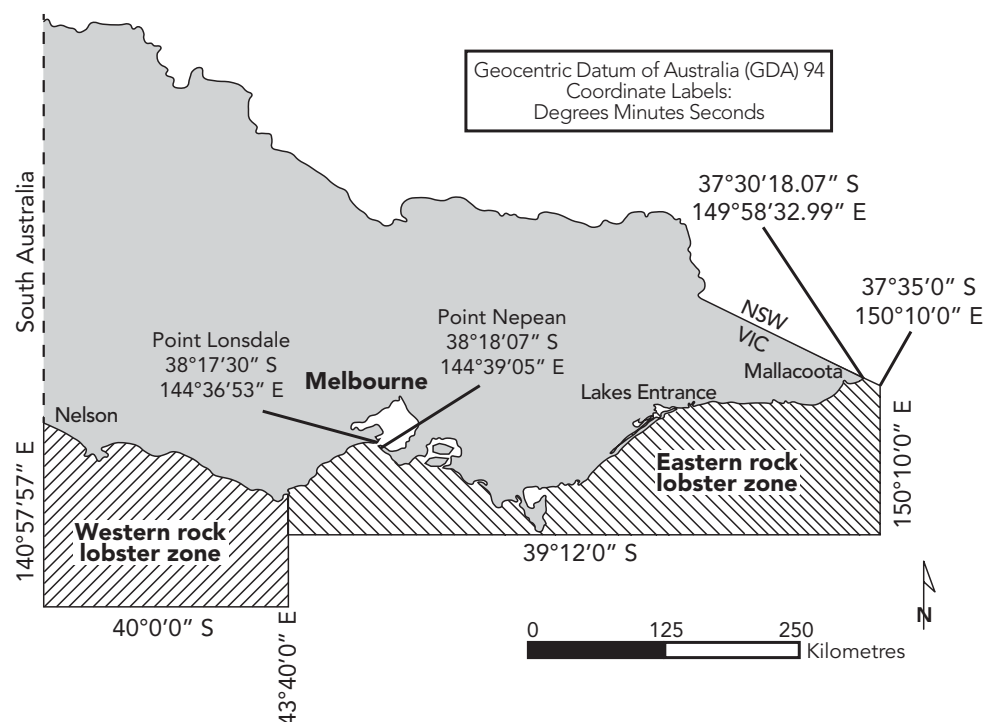 Geocentric Datum of Australia (GDA) 94
Coordinate Labels:
Degrees Minutes Seconds
37°30'18.07" S
149°58'32.99" E
South Australia
37°35'0" S
150°10'0" E
Point Nepean
38°18'07" S
144°39'05" E
Point Lonsdale
38°17'30" S
144°36'53" E
NSW
VIC
Melbourne
Mallacoota
Lakes Entrance
Nelson
140°57'57" E
150°10'0" E
Eastern rock
lobster zone
Western rock
lobster zone
39°12'0" S
40°0'0" S
43°40'0" E
N
0 125 250
Kilometres